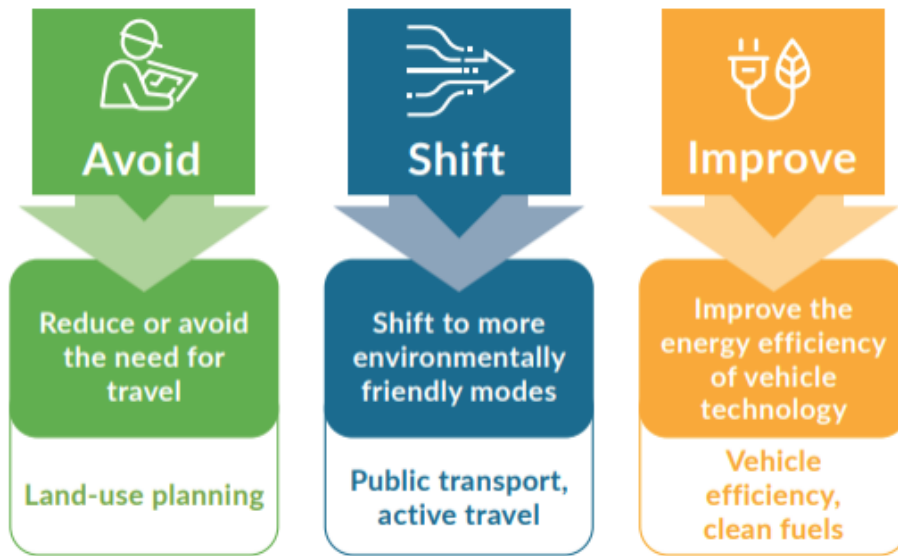 Avoid
Reduce or avoid
the need for
travel
Land-use planning
Shift
Shift to more
environmentally
friendly modes
Public transport,
active travel
Improve
Improve the
energy efficiency
of vehicle
technology
Vehicle
efficiency,
clean fuels